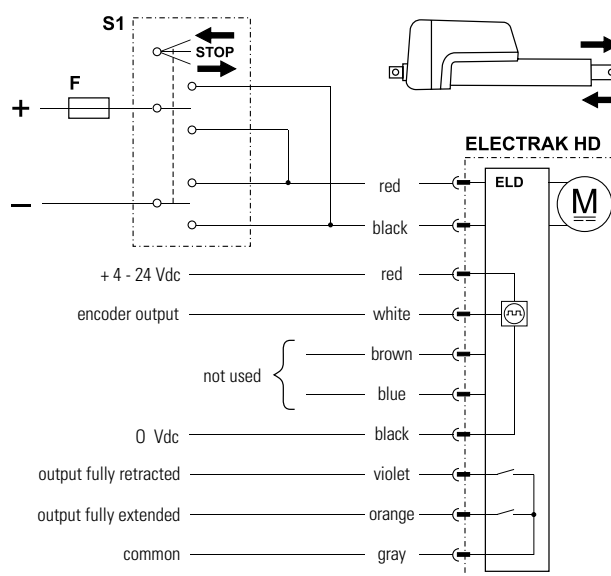 S1
STOP
F
+
–
ELECTRAK HD
ELD
M
red
black
+ 4 - 24 Vdc red
encoder output white
not used
brown
blue
0 Vdc black
output fully retracted violet
output fully extended orange
common gray